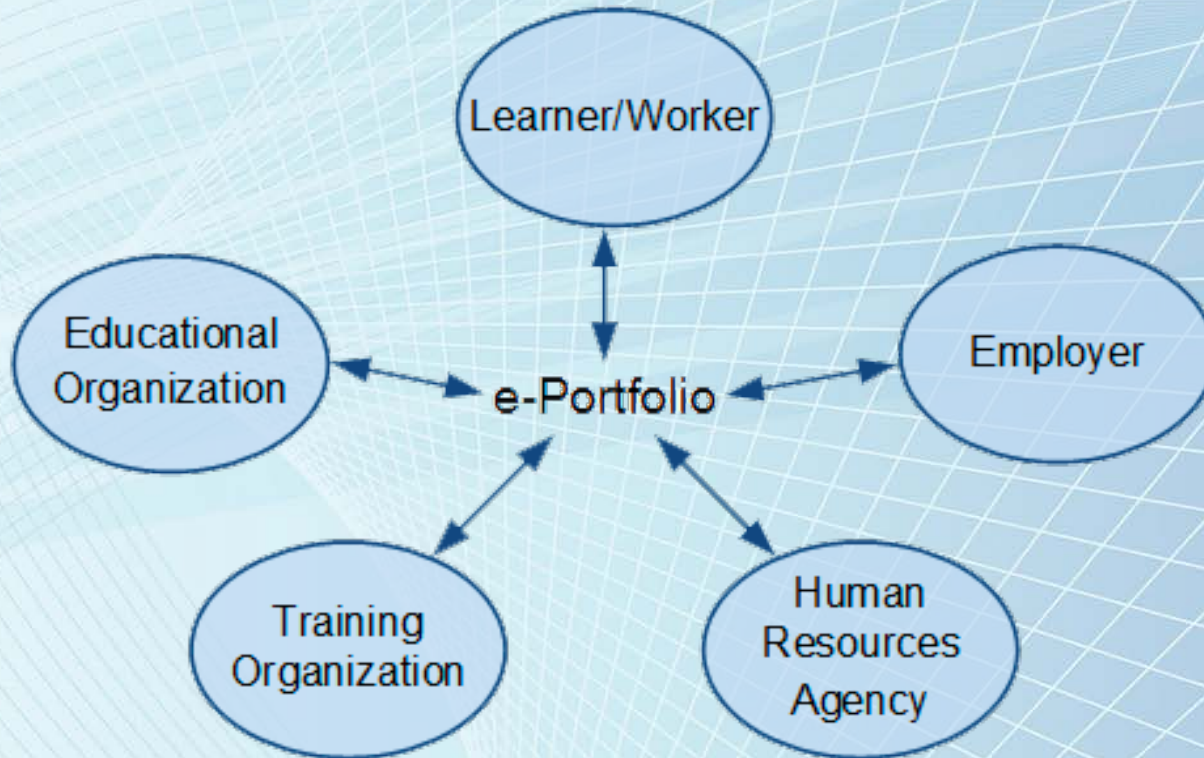 Learner/Worker
Educational
Organization
Employer
e-Portfolio
Training
Organization
Human
Resources
Agency